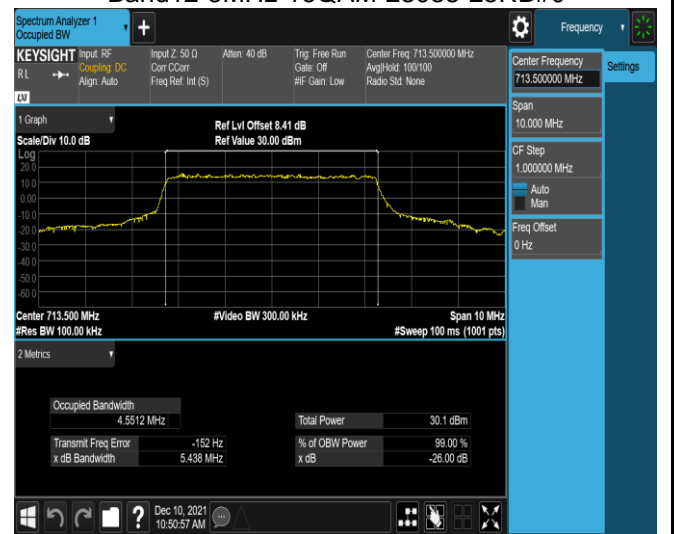 Spectrum Analyzer 1
Occupied BW
Frequency
KEYSIGHT
RL
Input: RF
Coupling: DC
Align: Auto
Input Z: 50 Ω
Corr CCorr
Freq Ref: Int (S)
Atten: 40 dB
Trig: Free Run
Gate: Off
#IF Gain: Low
Center Freq: 713.500000 MHz
Avg|Hold: 100/100
Radio Std: None
Center Frequency
713.500000 MHz
Settings
Span
10.000 MHz
CF Step
1.000000 MHz
Auto
Man
Freq Offset
0 Hz
1 Graph
Scale/Div 10.0 dB
Ref Lvl Offset 8.41 dB
Ref Value 30.00 dBm
Log
20.0
10.0
0.00
-10.0
-20.0
-30.0
-40.0
-50.0
-60.0
Center 713.500 MHz
#Video BW 300.00 kHz
Span 10 MHz
#Res BW 100.00 kHz
#Sweep 100 ms (1001 pts)
2 Metrics
Occupied Bandwidth
4.5512 MHz
Total Power 30.1 dBm
Transmit Freq Error -152 Hz
% of OBW Power 99.00 %
x dB Bandwidth 5.438 MHz
x dB -26.00 dB
Dec 10, 2021
10:50:57 AM